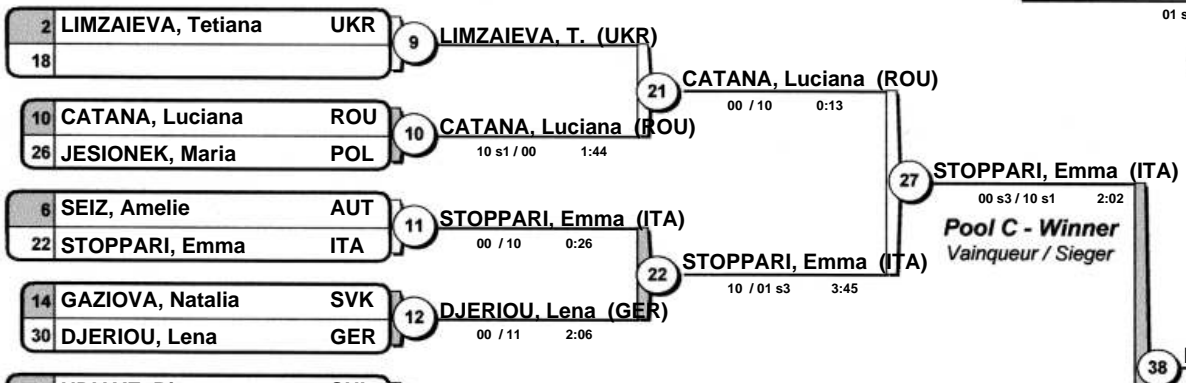 01 s
2 LIMZAIEVA, Tetiana UKR
18
9 LIMZAIEVA, T. (UKR)
21 CATANA, Luciana (ROU)
00 / 10 0:13
10 CATANA, Luciana ROU
26 JESIONEK, Maria POL
10 CATANA, Luciana (ROU)
10 s1 / 00 1:44
27 STOPPARI, Emma (ITA)
00 s3 / 10 s1 2:02
Pool C - Winner
Vainqueur / Sieger
6 SEIZ, Amelie AUT
22 STOPPARI, Emma ITA
11 STOPPARI, Emma (ITA)
00 / 10 0:26
22 STOPPARI, Emma (ITA)
10 / 01 s3 3:45
14 GAZIOVA, Natalia SVK
30 DJERIOU, Lena GER
12 DJERIOU, Lena (GER)
00 / 11 2:06
38